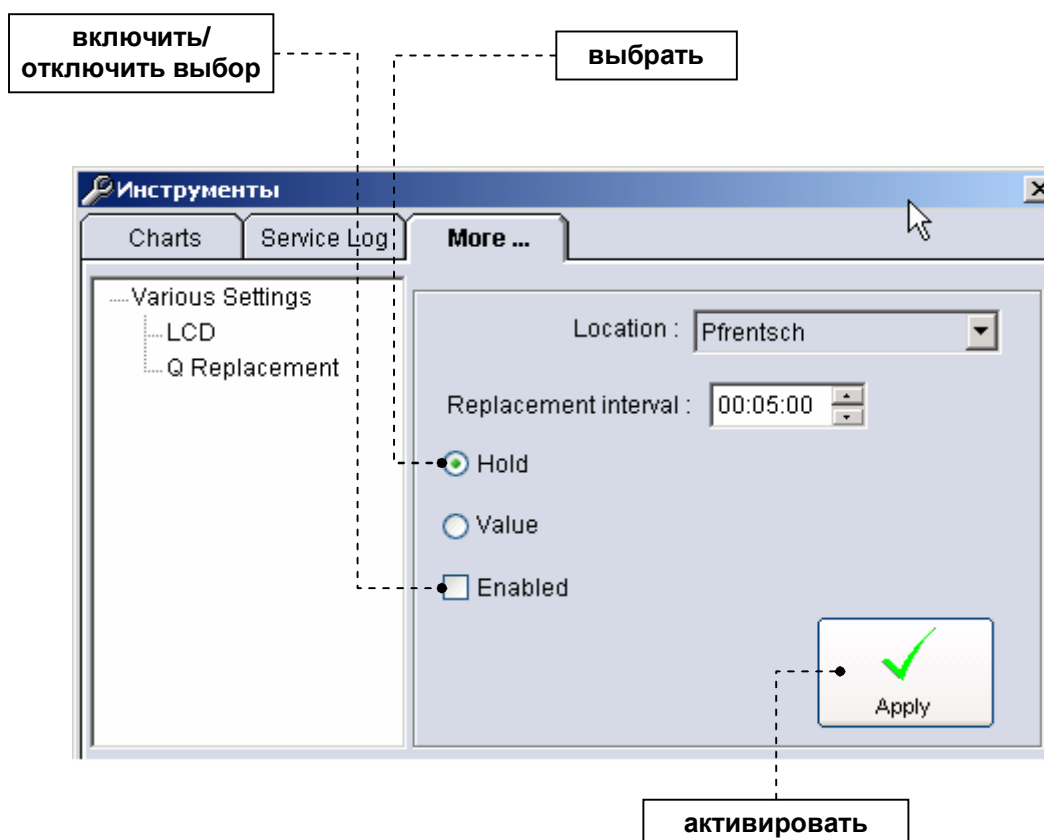 включить/
отключить выбор
выбрать
Инструменты
Charts
Service Log
More ...
Various Settings
LCD
Q Replacement
Location :
Pfrentsch
Replacement interval :
00:05:00
Hold
Value
Enabled
Apply
активировать